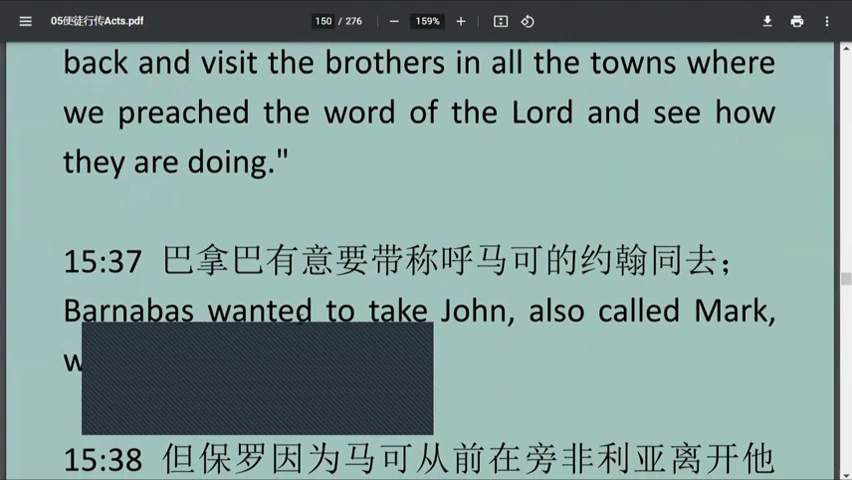 05使徒行传Acts.pdf
150 / 276
159%
back and visit the brothers in all the towns where
we preached the word of the Lord and see how
they are doing."
15:37 巴拿巴有意要带称呼马可的约翰同去；
Barnabas wanted to take John, also called Mark,
15:38 但保罗因为马可从前在旁非利亚离开他